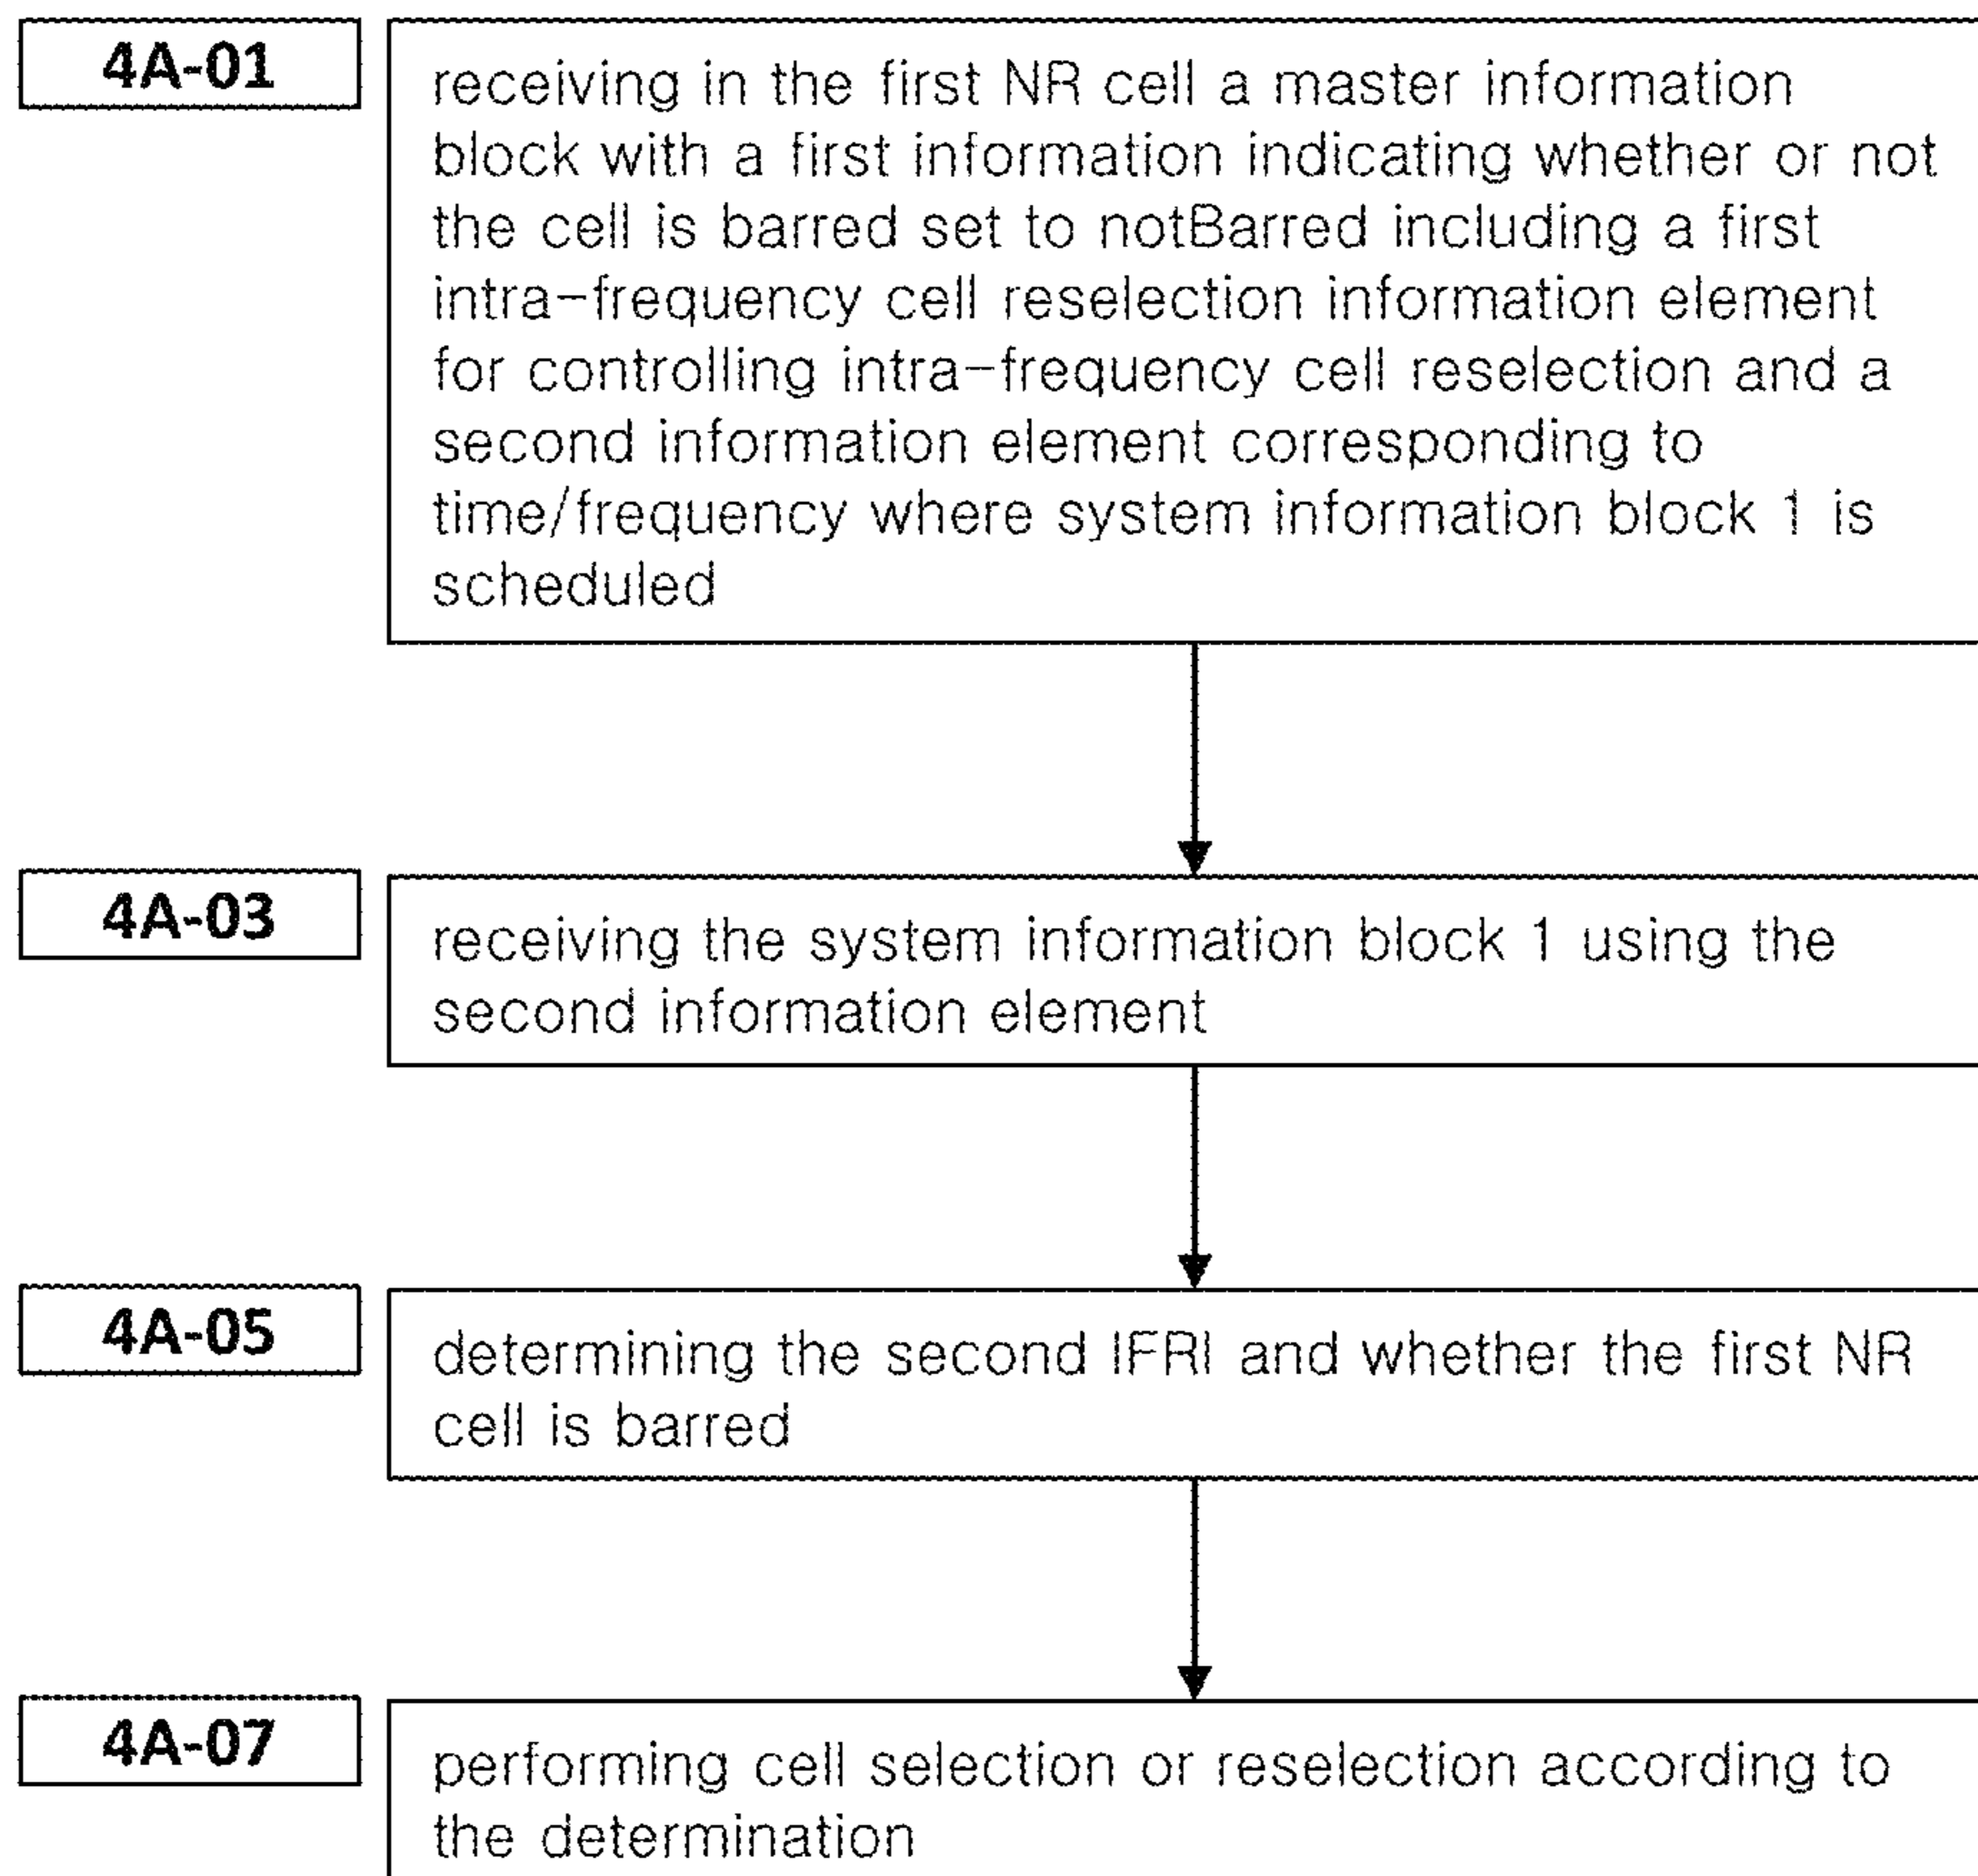 4A-01
receiving in the first NR cell a master information
block with a first information indicating whether or not
the cell is barred set to notBarred including a first
intra-frequency cell reselection information element
for controlling intra-frequency cell reselection and a
second information element corresponding to
time/frequency where system information block 1 is
scheduled
4A-03
receiving the system information block 1 using the
second information element
4A-05
determining the second IFRI and whether the first NR
cell is barred
4A-07
performing cell selection or reselection according to
the determination